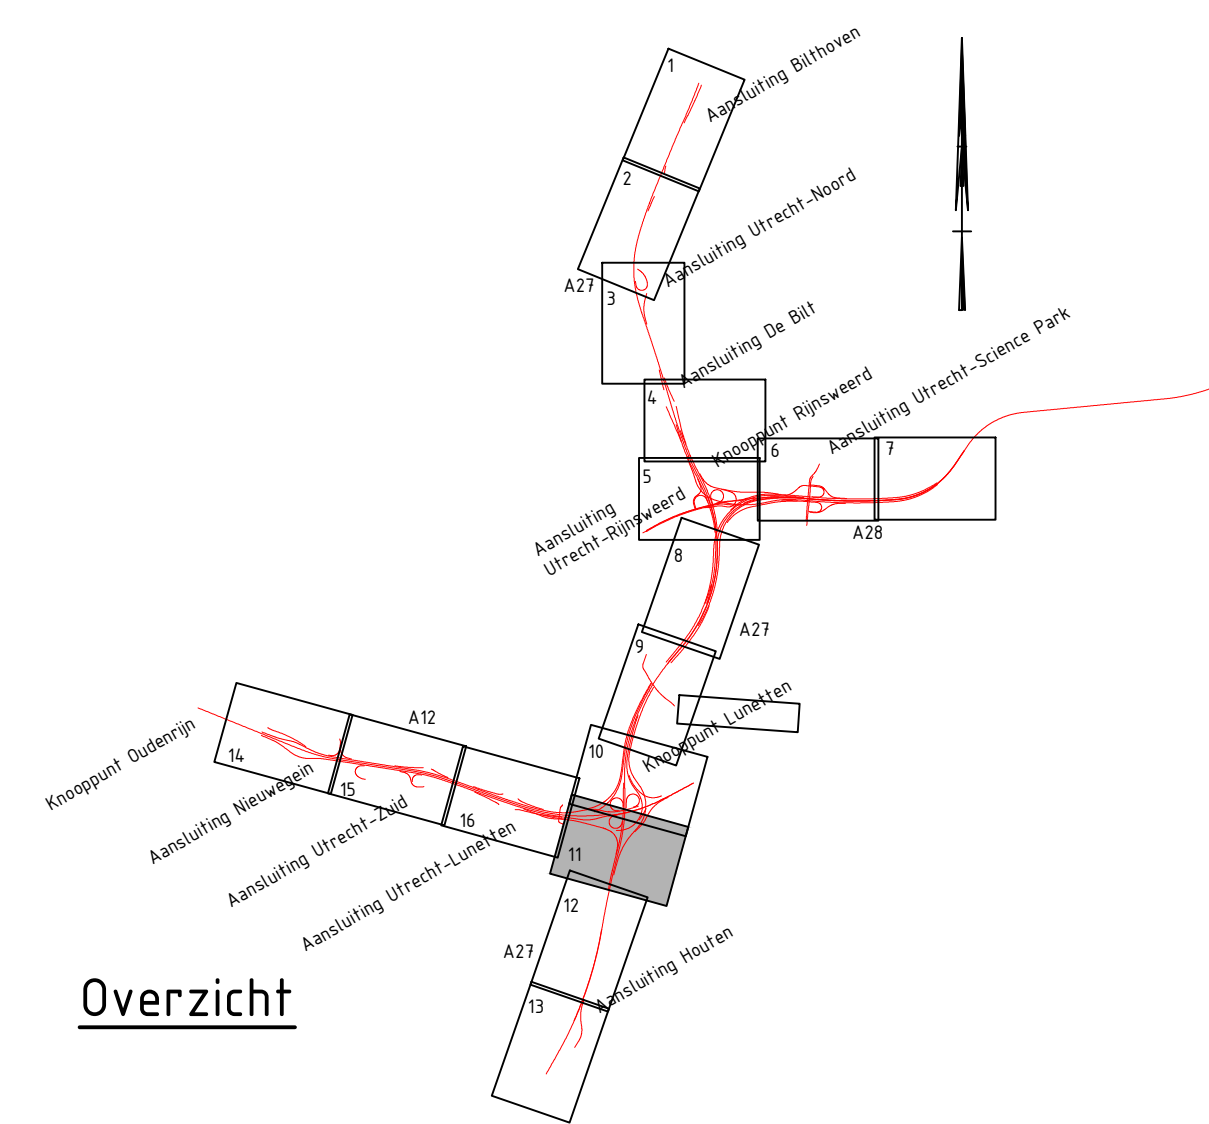 1
Aansluiting Bilthoven
2
Aansluiting Utrecht-Noord
A27
3
Aansluiting De Bilt
4
Aansluiting Utrecht-Science Park
Knooppunt Rijnsweerd
5
6
7
Aansluiting
Utrecht-Rijnsweerd
A28
8
A27
9
Knooppunt Lunetten
10
A12
Knooppunt Oudenrijn
14
Aansluiting Nieuwegein
15
Aansluiting Utrecht-Zuid
16
Aansluiting Utrecht-Lunetten
11
12
A27
Aansluiting Houten
13
Overzicht